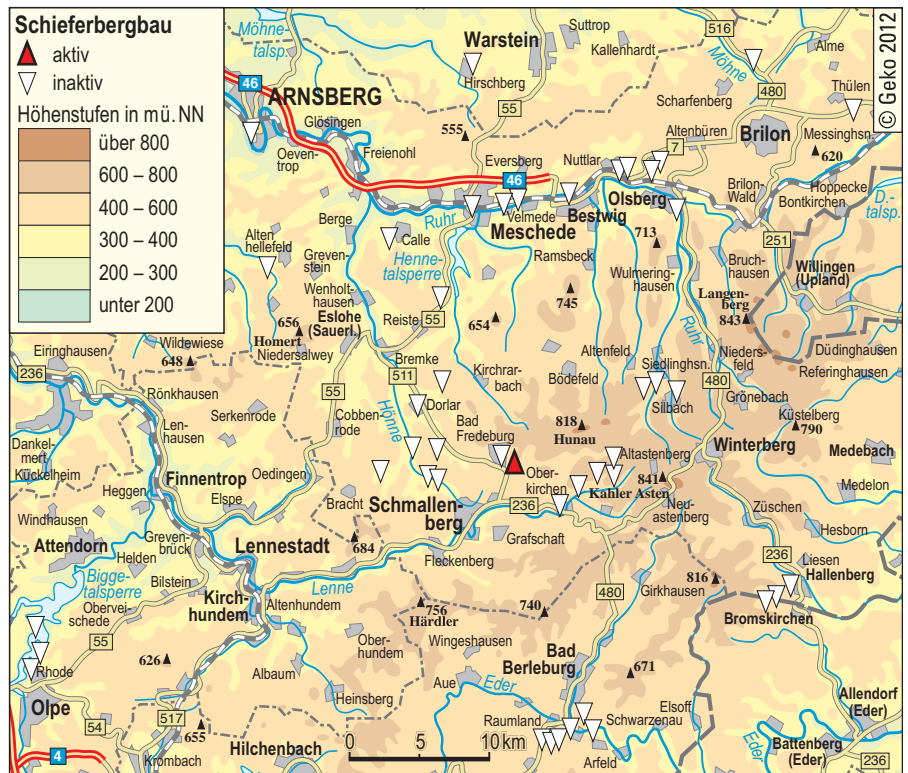 Schieferbergbau
aktiv
inaktiv
Höhenstufen in m ü. NN
über 800
600 – 800
400 – 600
300 – 400
200 – 300
unter 200
© Geko 2012
Möhne-
talsp.
Warstein
Suttrop
Kallenhardt
516
Möhne
Alme
Hirschberg
46
ARNSBERG
55
480
Thülen
Scharfenberg
Glösingen
555
Altenbüren
7
Brilon
Messinghsn.
620
Oeven-
trop
Freienohl
Eversberg
Nuttlar
46
Brilon-
Wald
Hoppecke
Bontkirchen
D.-
talsp.
Berge
Ruhr
Velmede
Meschede
Bestwig
Olsberg
Alten
hellefeld
Calle
Greven-
stein
Henne-
talsperre
Ramsbeck
713
Wulmering-
hausen
Bruch-
hausen
251
Willingen
(Upland)
Wenholt-
hausen
745
Langen-
berg
843
Ruhr
656
Homert
Eslohe
(Sauerl.)
Reiste
55
654
Wildewiese
648
Niedersalwey
Düdinghausen
Referinghausen
Eiringhausen
236
Bremke
Altenfeld
Siedlinghsn.
Nieders-
feld
Rönkhausen
511
Kirchrar-
bach
Bödefeld
480
Grönebach
55
Serkenrode
Cobben-
rode
Dorlar
Silbach
Len-
hausen
Hönne
Bad
Fredeburg
818
Hunau
Küstelberg
790
Dankel-
mert
Kückelheim
Altastenberg
Winterberg
Medebach
Oedingen
Finnentrop
Ober-
kirchen
841
Kahler Asten
Heggen
Elspe
Bracht
Schmallen-
berg
236
Neu-
astenberg
Medelon
Züschen
Windhausen
Greven-
brück
Grafschaft
Hesborn
Attendorn
Lennestadt
684
Helden
Fleckenberg
236
Liesen
Bigge-
talsperre
Bilstein
Lenne
Hallenberg
Kirch-
hundem
816
Girkhausen
480
Obervei-
schede
Altenhundem
756
Härdler
740
Bromskirchen
55
Ober-
hundem
Wingeshausen
626
Bad
Berleburg
671
Rhode
Albaum
Aue
Eder
Olpe
Heinsberg
Elsoff
Allendorf
(Eder)
517
Raumland
Schwarzenau
54
655
0
5
10 km
Eder
Battenberg
(Eder)
4
Krombach
Hilchenbach
Arfeld
236